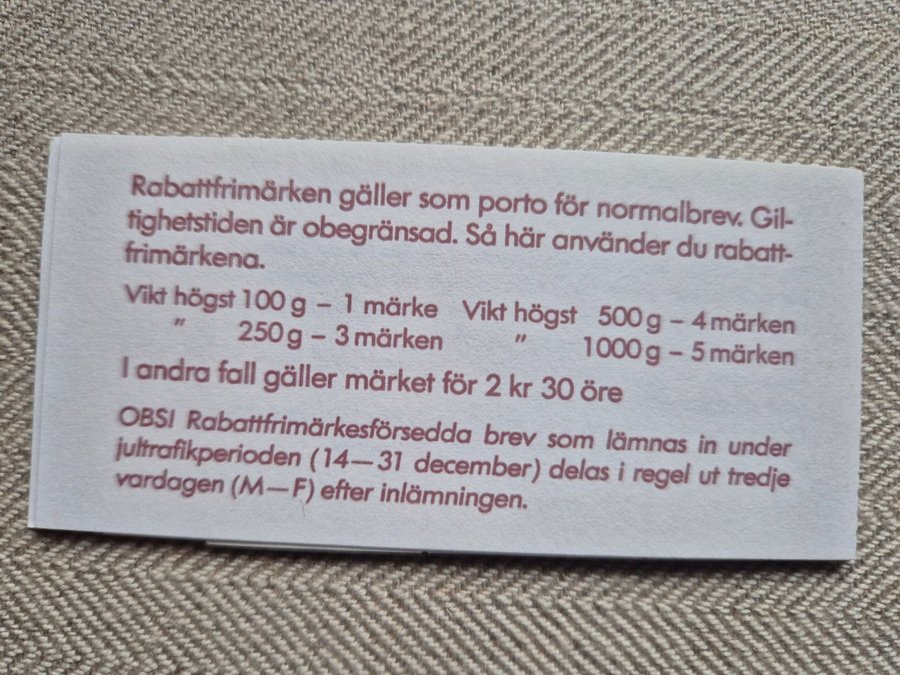 Rabattfrimärken gäller som porto för normalbrev. Gil-
tighetstiden är obegränsad. Så här använder du rabatt-
frimärkena.
Vikt högst 100 g – 1 märke Vikt högst 500 g – 4 märken
" 250 g – 3 märken " 1000 g – 5 märken
I andra fall gäller märket för 2 kr 30 öre
OBS! Rabattfrimärkesförsedda brev som lämnas in under
jultrafikperioden (14—31 december) delas i regel ut tredje
vardagen (M—F) efter inlämningen.